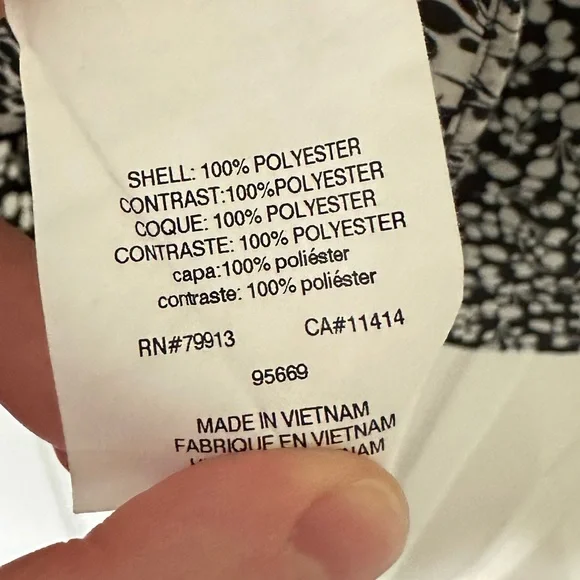 SHELL: 100% POLYESTER
CONTRAST:100%POLYESTER
COQUE: 100% POLYESTER
CONTRASTE: 100% POLYESTER
capa:100% poliéster
contraste: 100% poliéster
RN#79913 CA#11414
95669
MADE IN VIETNAM
FABRIQUE EN VIETNAM